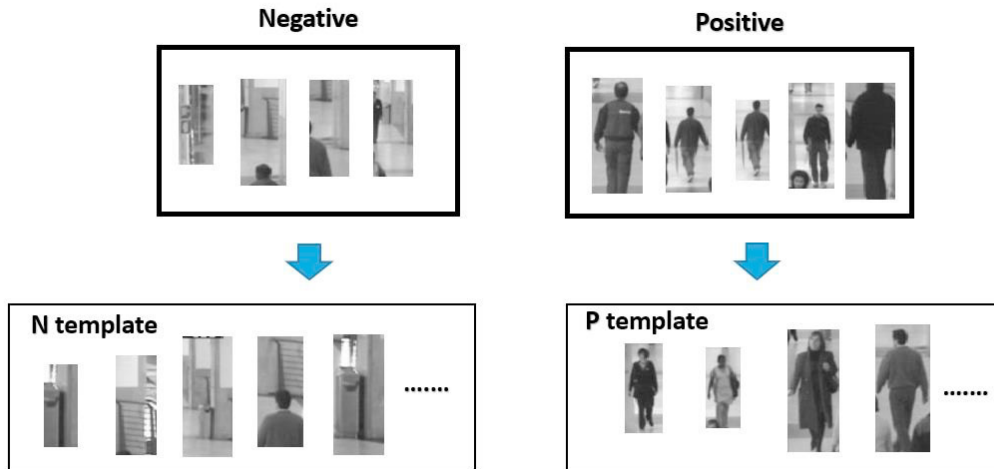 Negative
Positive
N template
.......
P template
.......